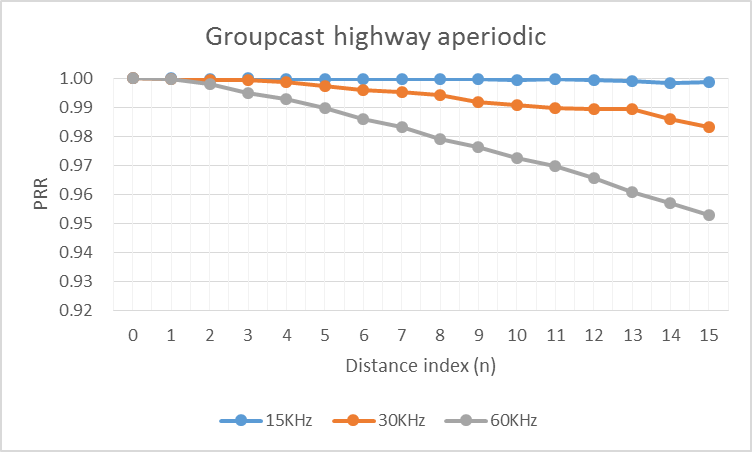 Groupcast highway aperiodic
1.00
0.99
0.98
0.97
0.96
0.95
0.94
0.93
0.92
PRR
0 1 2 3 4 5 6 7 8 9 10 11 12 13 14 15
Distance index (n)
15KHz 30KHz 60KHz